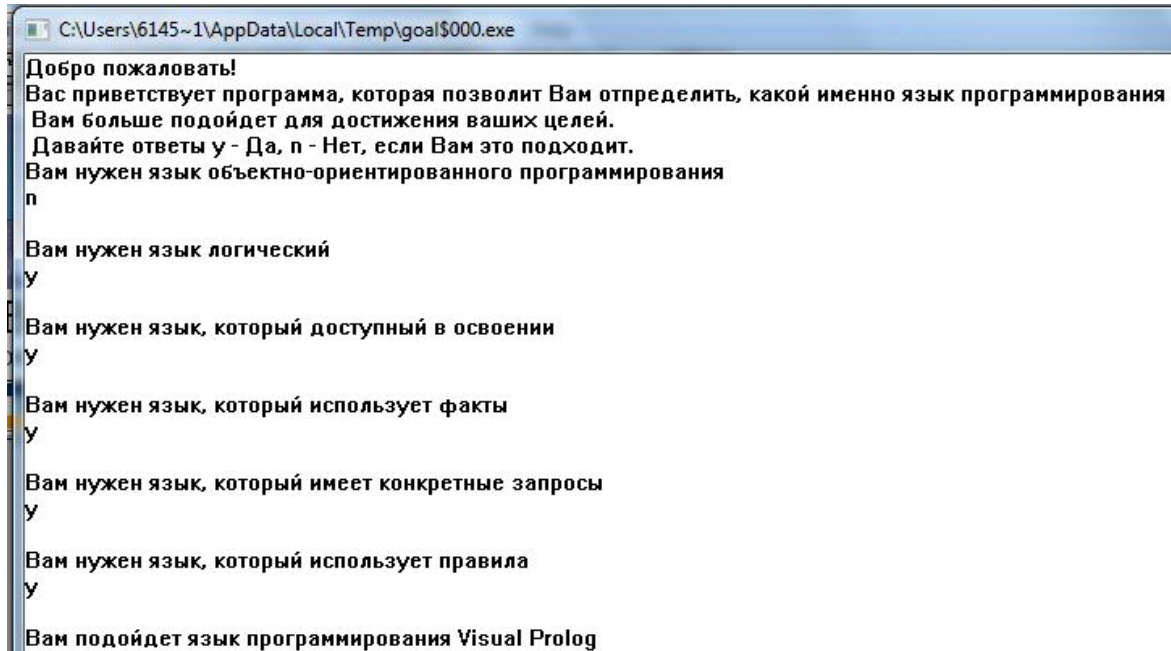 C:\Users\6145~1\AppData\Local\Temp\goal$000.exe
Добро пожаловать!
Вас приветствует программа, которая позволит Вам отпределить, какой именно язык программирования
Вам больше подойдет для достижения ваших целей.
Давайте ответы y - Да, n - Нет, если Вам это подходит.
Вам нужен язык объектно-ориентированного программирования
n
Вам нужен язык логический
y
Вам нужен язык, который доступный в освоении
y
Вам нужен язык, который использует факты
y
Вам нужен язык, который имеет конкретные запросы
y
Вам нужен язык, который использует правила
y
Вам подойдет язык программирования Visual Prolog